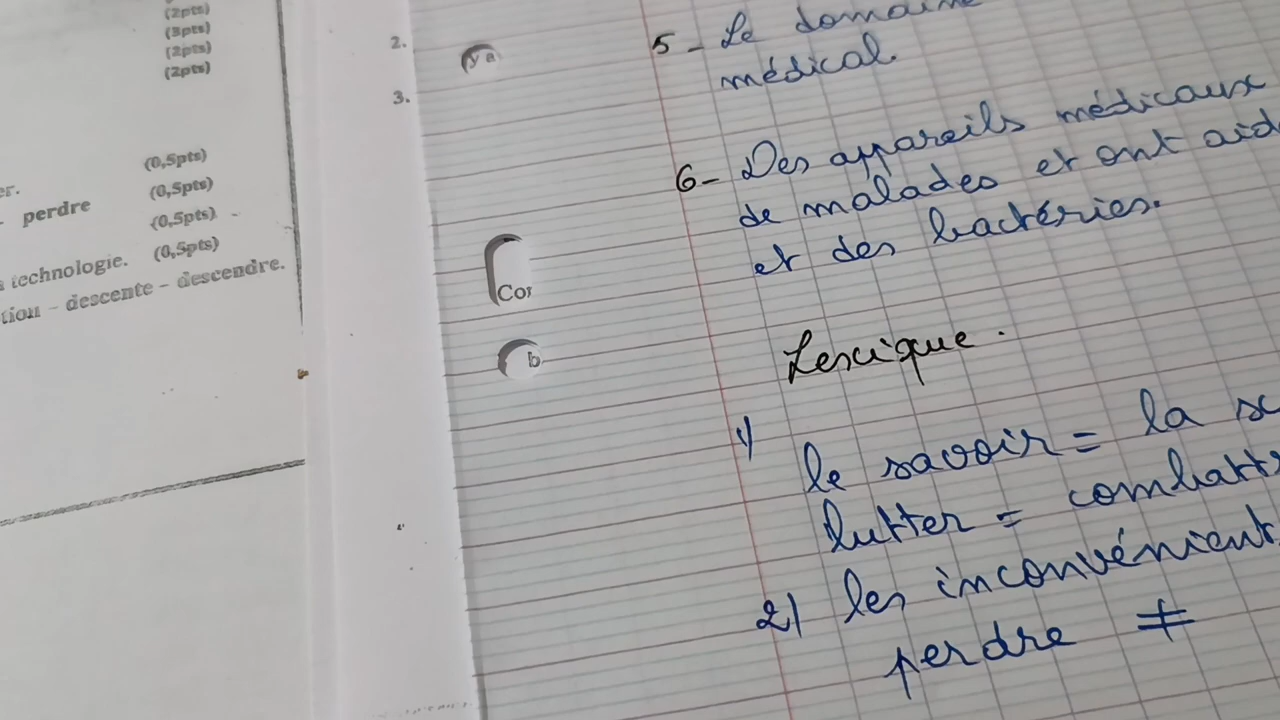 (2pts)
(3pts)
(2pts)
(2pts)
er.
(0,5pts)
- perdre (0,5pts)
(0,5pts)
technologie. (0,5pts)
tion - descente - descendre.
2.
3.
y a
Cor
b
5- Le domaine
médical.
6- Des appareils médicaux
de malades et ont aid
et des bactéries.
Lexique.
1)
le savoir = la sc
lutter = combatt
2) les inconvénient
perdre ≠